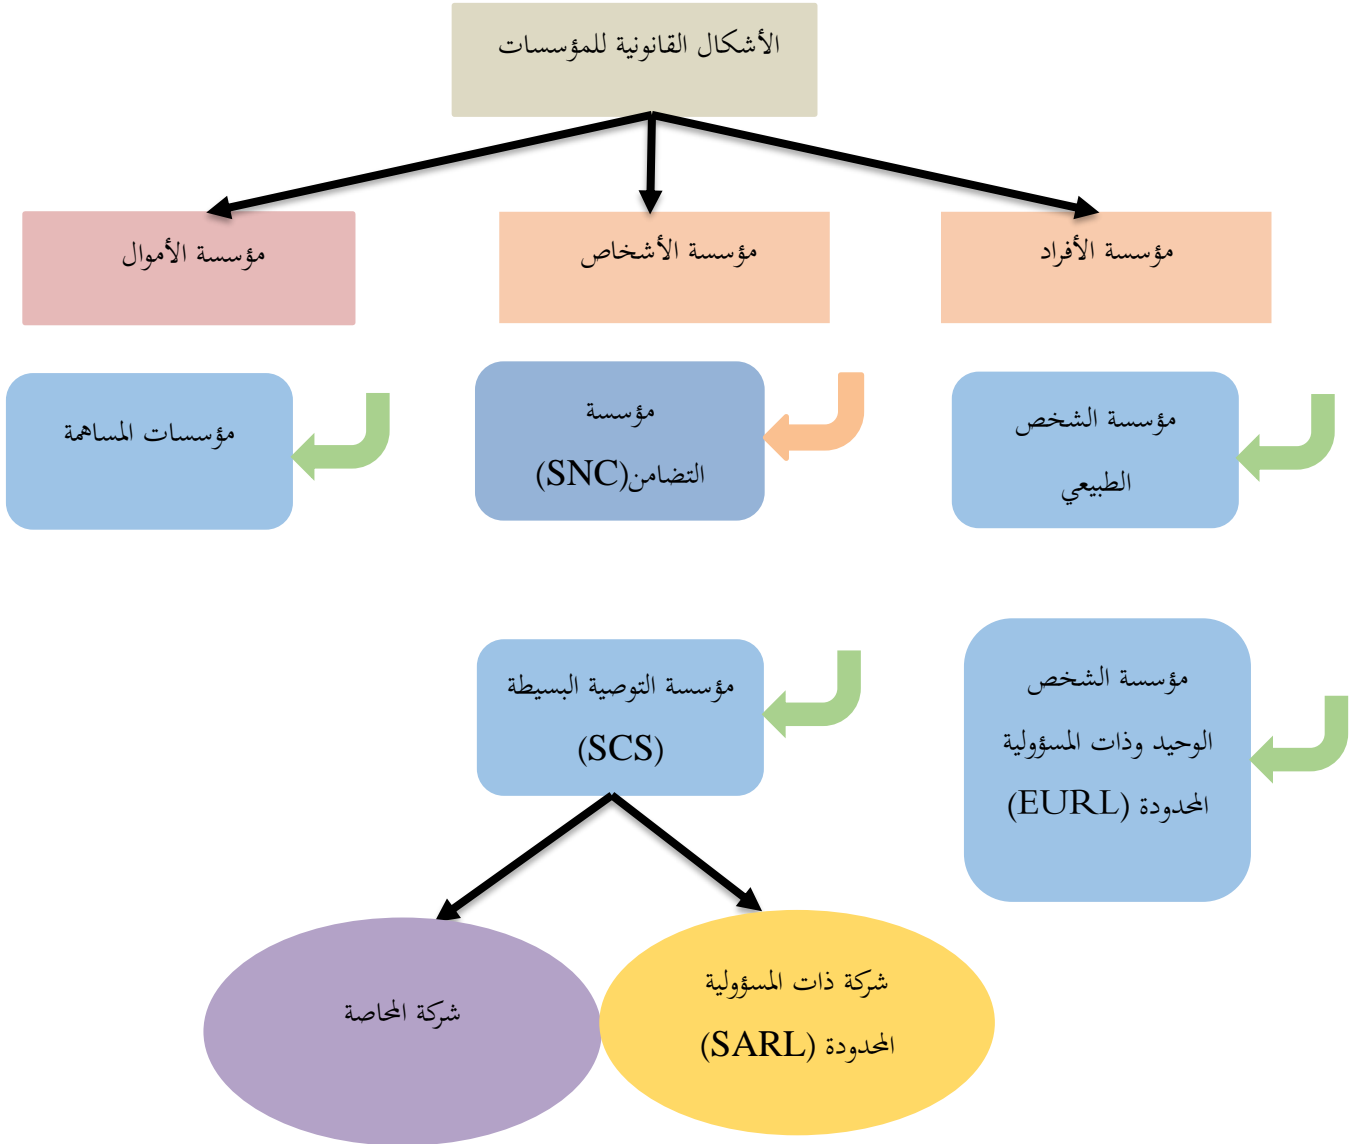 الأشكال القانونية للمؤسسات
مؤسسة الأفراد
مؤسسة الأشخاص
مؤسسة الأموال
مؤسسة الشخص
الطبيعي
مؤسسة
التضامن(SNC)
مؤسسات المساهمة
مؤسسة الشخص
الوحيد وذات المسؤولية
المحدودة (EURL)
مؤسسة التوصية البسيطة
(SCS)
شركة ذات المسؤولية
المحدودة (SARL)
شركة المحاصة